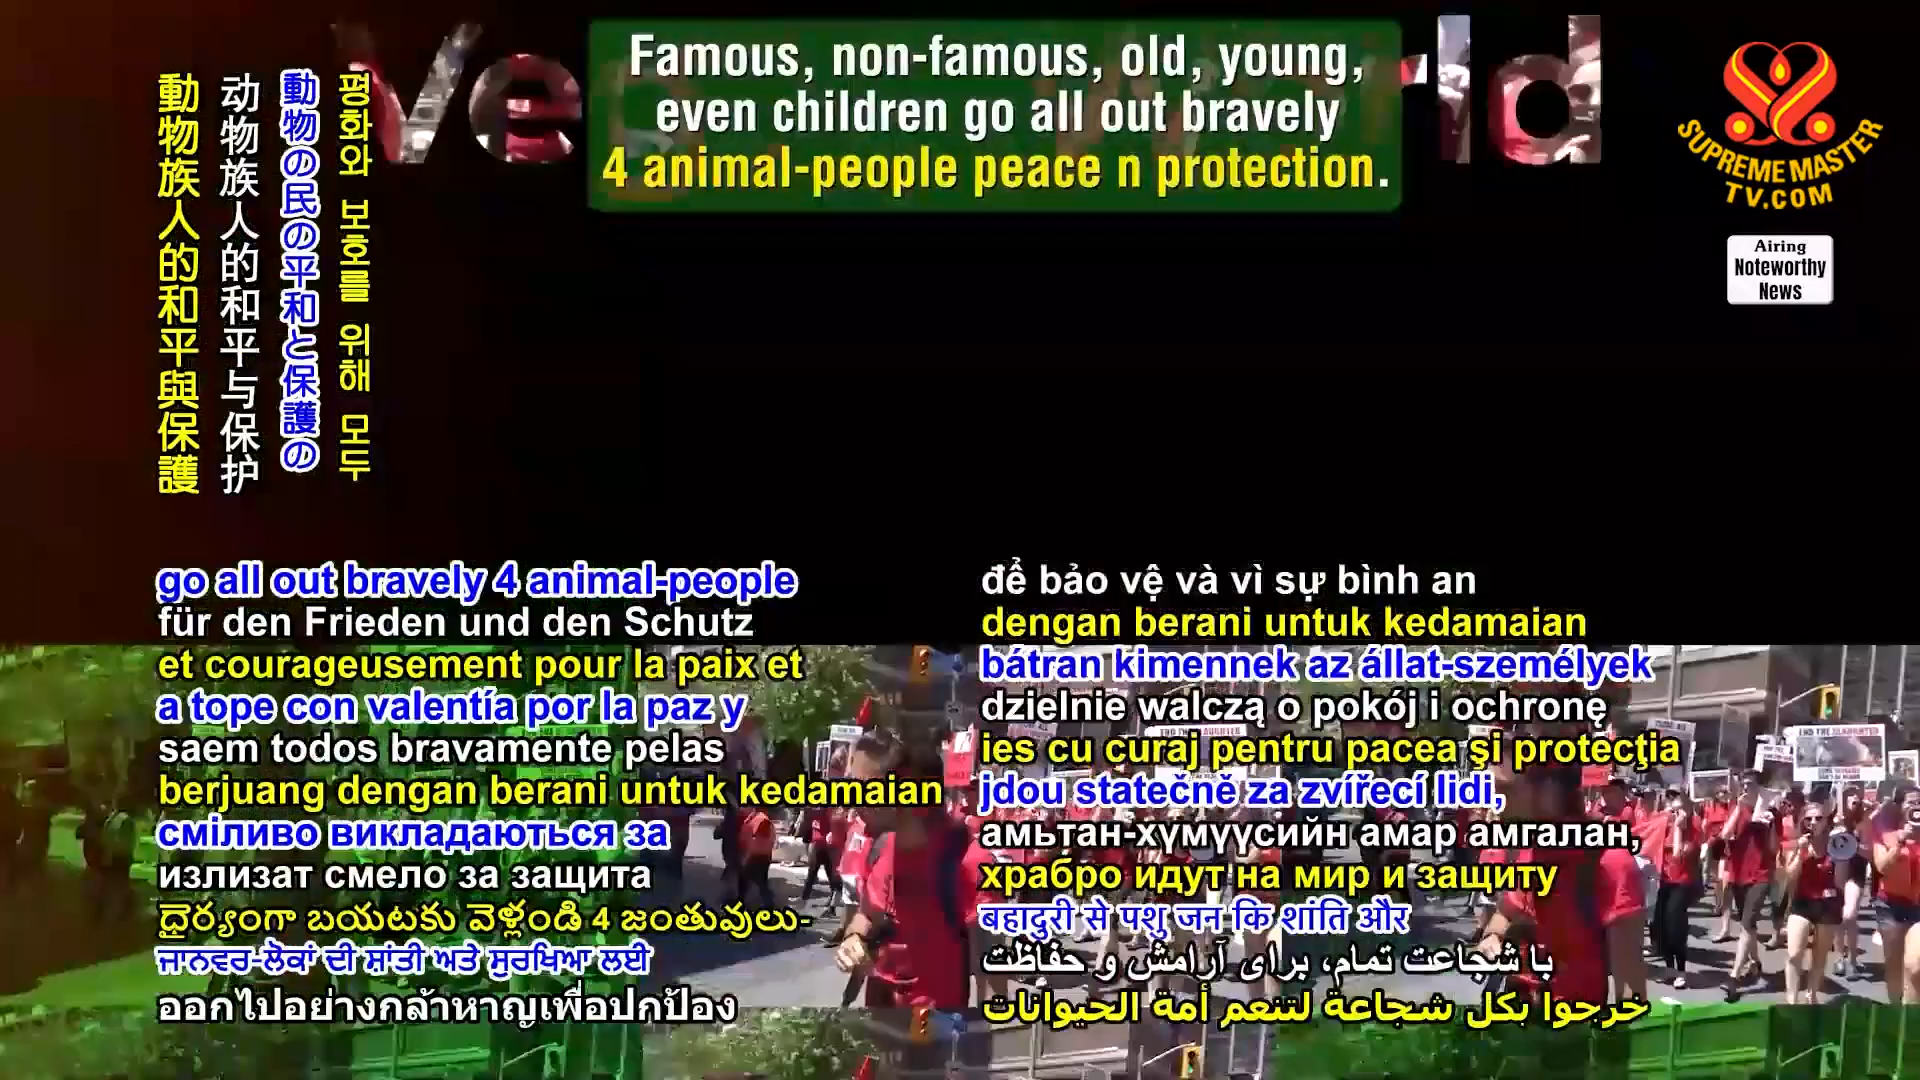 Famous, non-famous, old, young,
even children go all out bravely
4 animal-people peace n protection.
SUPREME MASTER
TV.COM
Airing
Noteworthy
News
動物族人的和平與保護
动物族人的和平与保护
動物の民の平和と保護の
평화와 보호를 위해 모두
go all out bravely 4 animal-people
für den Frieden und den Schutz
et courageusement pour la paix et
a tope con valentía por la paz y
saem todos bravamente pelas
berjuang dengan berani untuk kedamaian
сміливо викладаються за
излизат смело за защита
ధైర్యంగా బయటకు వెళ్లండి 4 జంతువులు-
ਜਾਨਵਰ-ਲੋਕਾਂ ਦੀ ਸ਼ਾਂਤੀ ਅਤੇ ਸੁਰਖਿਆ ਲਈ
ออกไปอย่างกล้าหาญเพื่อปกป้อง
để bảo vệ và vì sự bình an
dengan berani untuk kedamaian
bátran kimennek az állat-személyek
dzielnie walczą o pokój i ochronę
ies cu curaj pentru pacea şi protecţia
jdou statečně za zvířecí lidi,
амьтан-хүмүүсийн амар амгалан,
храбро идут на мир и защиту
बहादुरी से पशु जन कि शांति और
با شجاعت تمام، برای آرامش و حفاظت
خرجوا بكل شجاعة لتنعم أمة الحيوانات
END THE SLAUGHTER